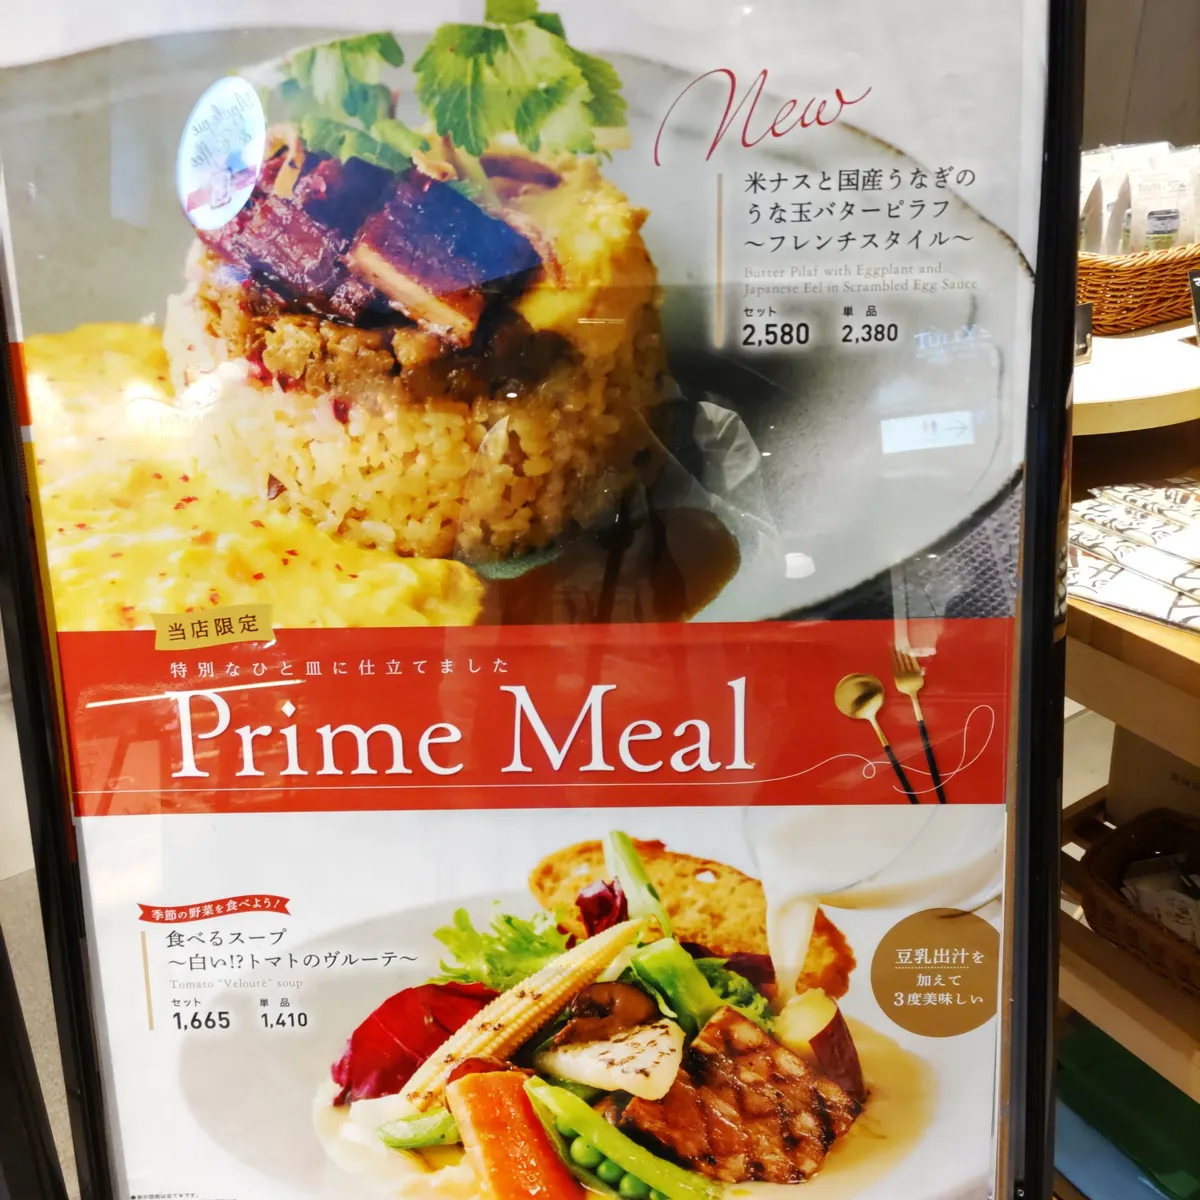 New
米ナスと国産うなぎの
うな玉バターピラフ
〜フレンチスタイル〜
Butter Pilaf with Eggplant and
Japanese Eel in Scrambled Egg Sauce
セット 単品
2,580 2,380
TULLY'S
当店限定
特別なひと皿に仕立てました
Prime Meal
季節の野菜を食べよう!
食べるスープ
〜白い!?トマトのヴルーテ〜
Tomato "Velouté" soup
セット 単品
1,665 1,410
豆乳出汁を
加えて
3度美味しい